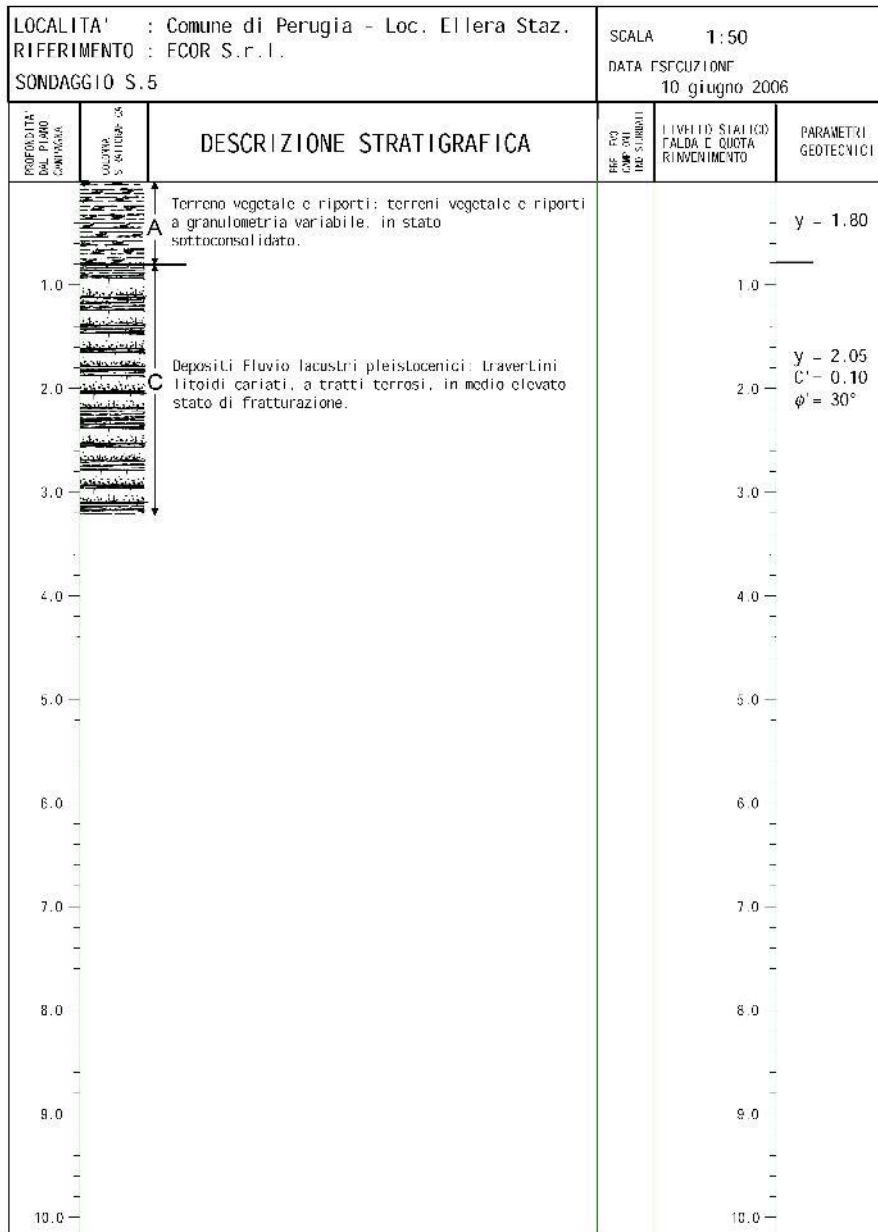 LOCALITA' : Comune di Perugia - Loc. Ellera Staz.
RIFERIMENTO : ECOR S.r.l.
SONDAGGIO S.5
SCALA 1:50
DATA ESECUZIONE
10 giugno 2006
PROFONDITA'
DAL PIANO
CAMPAGNA
COLONNA
DESCRIZIONE STRATIGRAFICA
LIVELLO STATICO
FALDA E QUOTA
RINVENIMENTO
PARAMETRI
GEOTECNICI
A
Terreno vegetale e riporti: terreni vegetale e riporti
a granulometria variabile. in stato
sottoconsolidato.
y - 1.80
1.0
1.0
C
Depositi Fluvio lacustri pleistocenici: travertini
litoidi cariati, a tratti terrosi, in medio elevato
stato di fratturazione.
y - 2.05
C'- 0.10
φ'= 30°
2.0
2.0
3.0
3.0
4.0
4.0
5.0
5.0
6.0
6.0
7.0
7.0
8.0
8.0
9.0
9.0
10.0
10.0